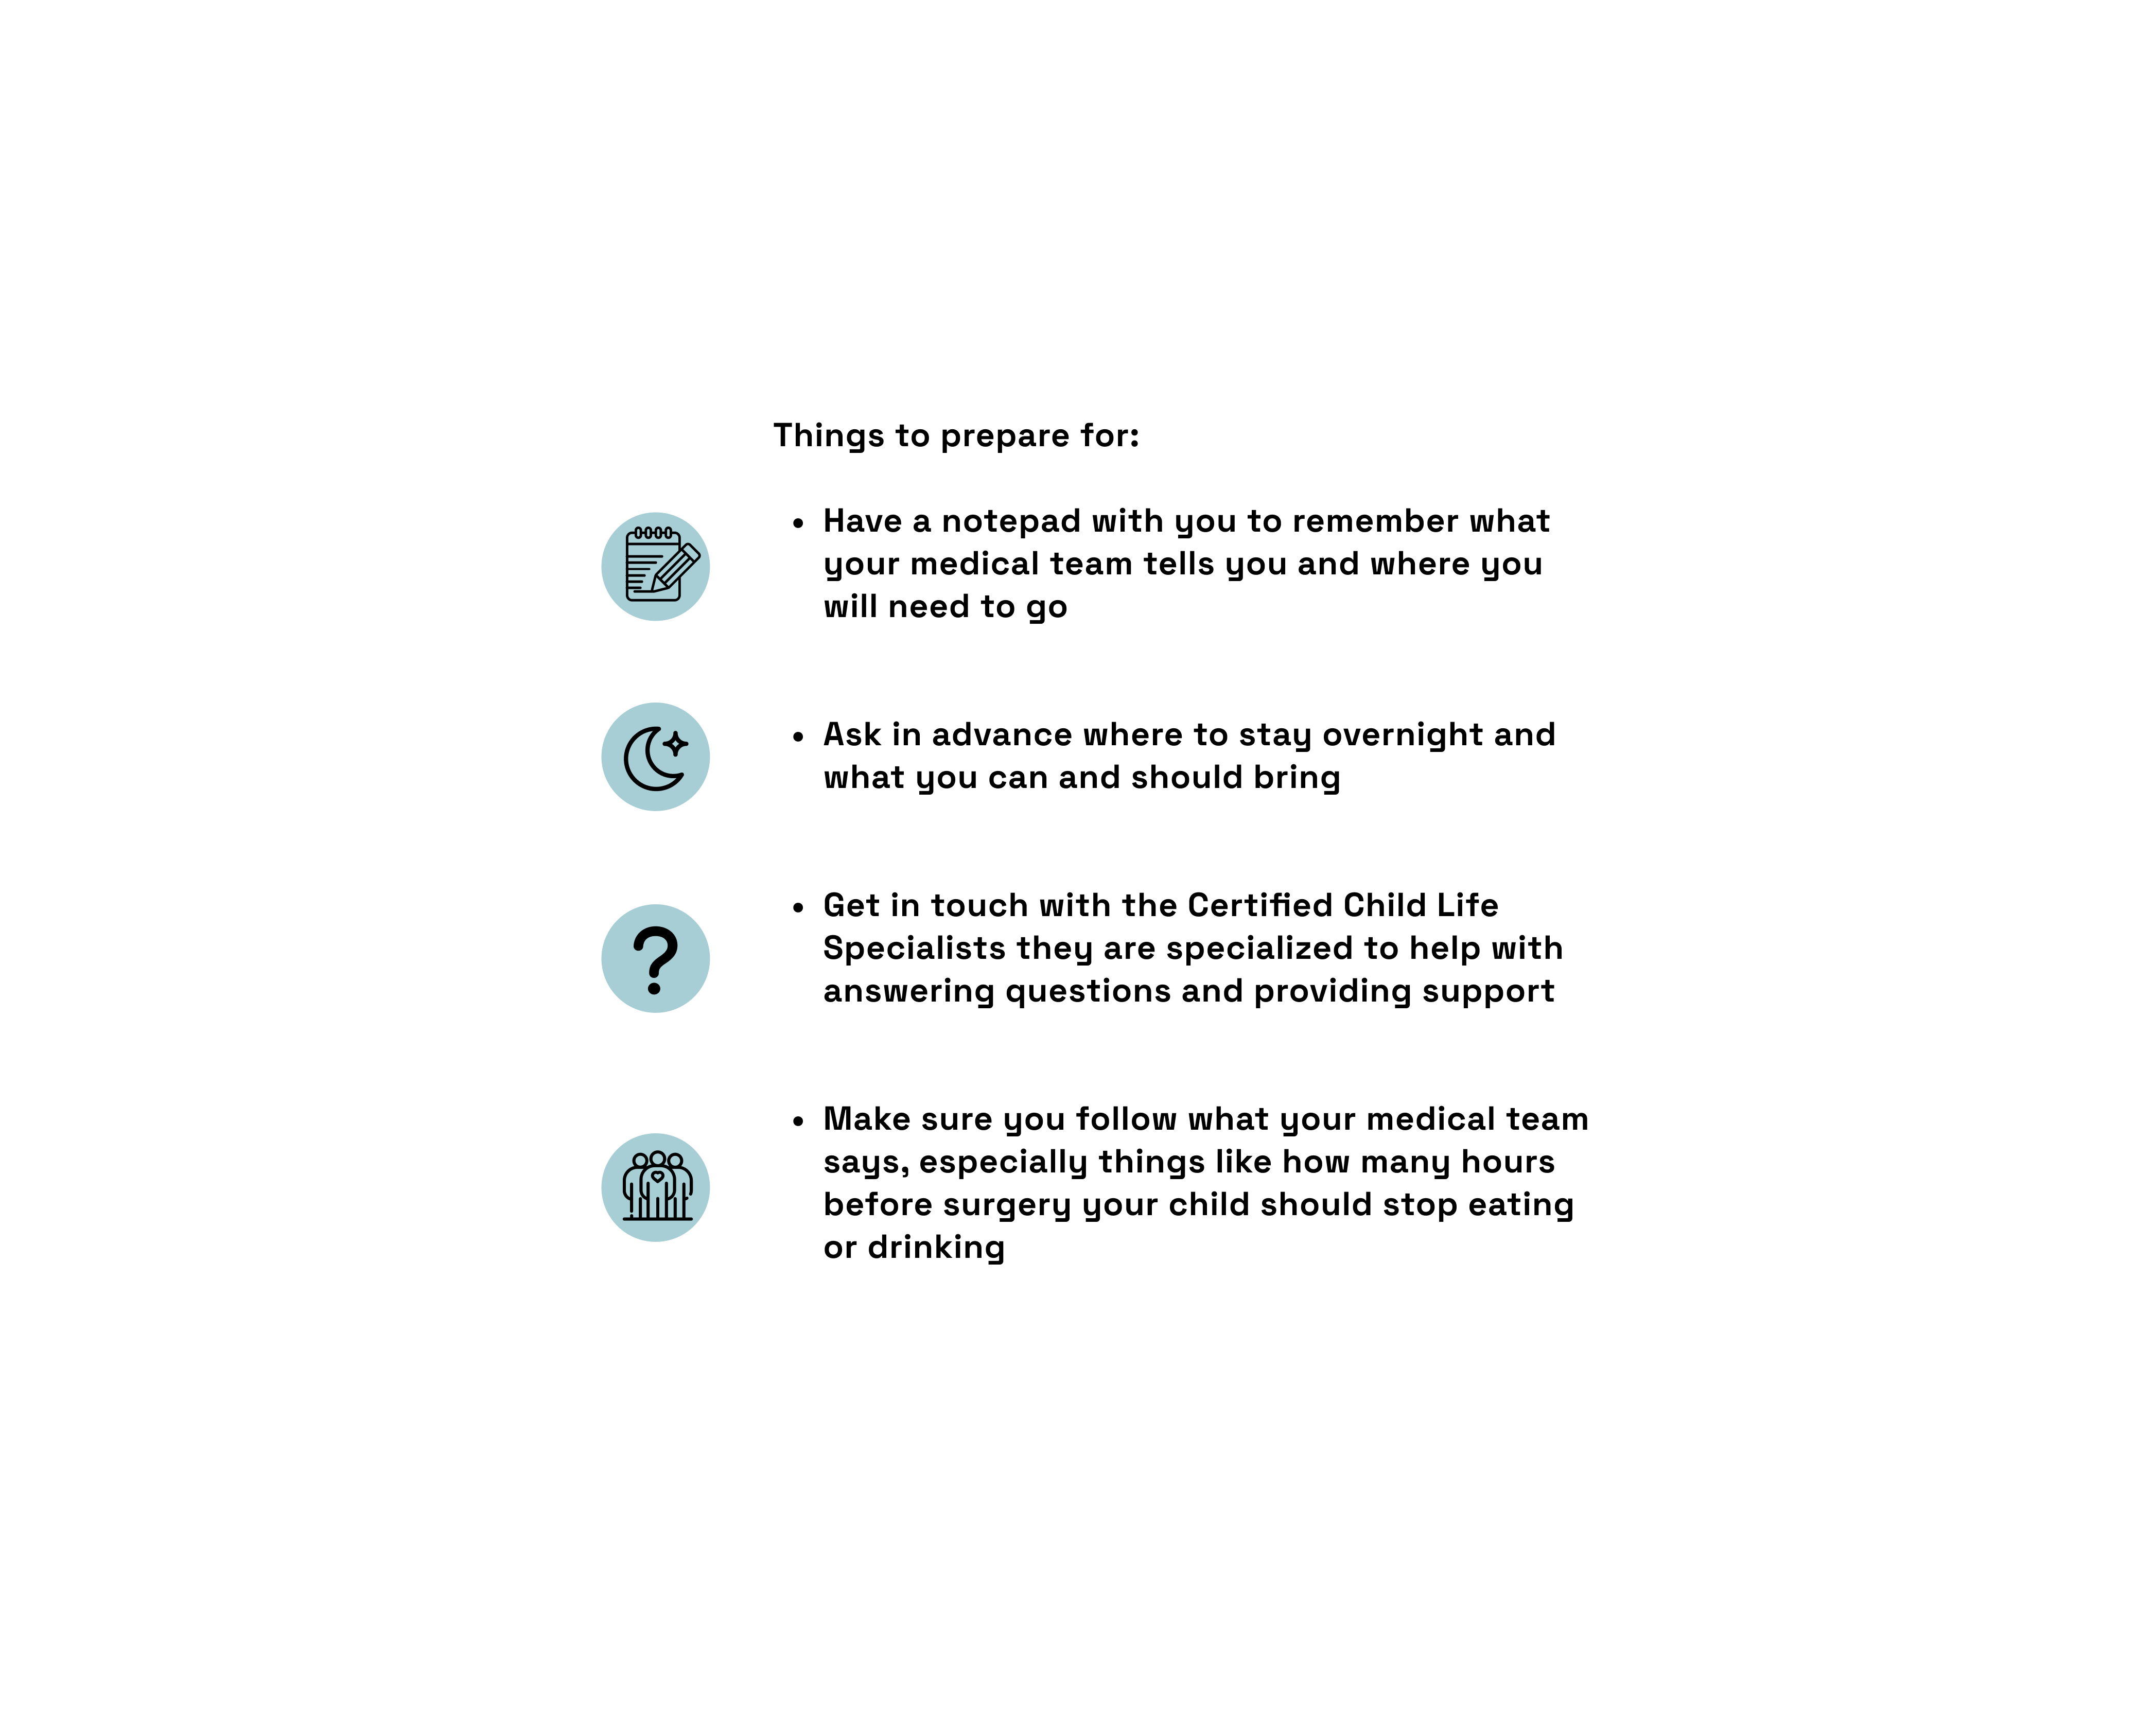 Things to prepare for:
• Have a notepad with you to remember what
your medical team tells you and where you
will need to go
• Ask in advance where to stay overnight and
what you can and should bring
?
• Get in touch with the Certified Child Life
Specialists they are specialized to help with
answering questions and providing support
• Make sure you follow what your medical team
says, especially things like how many hours
before surgery your child should stop eating
or drinking